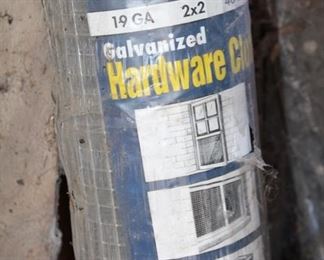 19 GA 2x2
Galvanized
Hardware